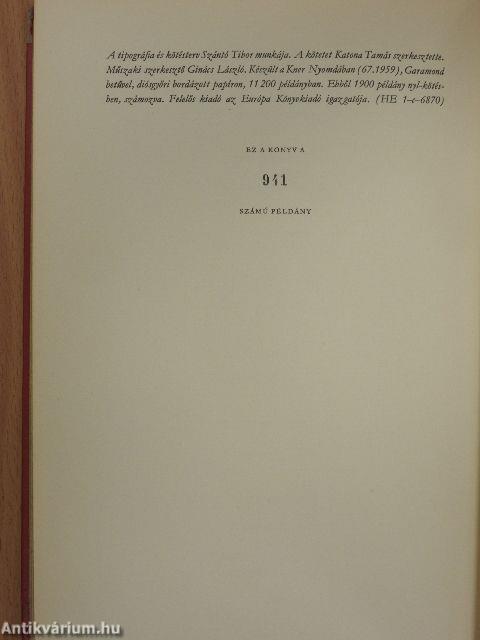 A tipográfia és kötésterv Szántó Tibor munkája. A kötetet Katona Tamás szerkesztette.
Műszaki szerkesztő Ginács László. Készült a Kner Nyomdában (67.1959), Garamond
betűvel, diósgyőri bordázott papíron, 11 200 példányban. Ebből 1900 példány nyl-kötés-
ben, számozva. Felelős kiadó az Európa Könyvkiadó igazgatója. (HE 1–c–6870)
EZ A KÖNYV A
941
SZÁMÚ PÉLDÁNY
Antikvárium.hu